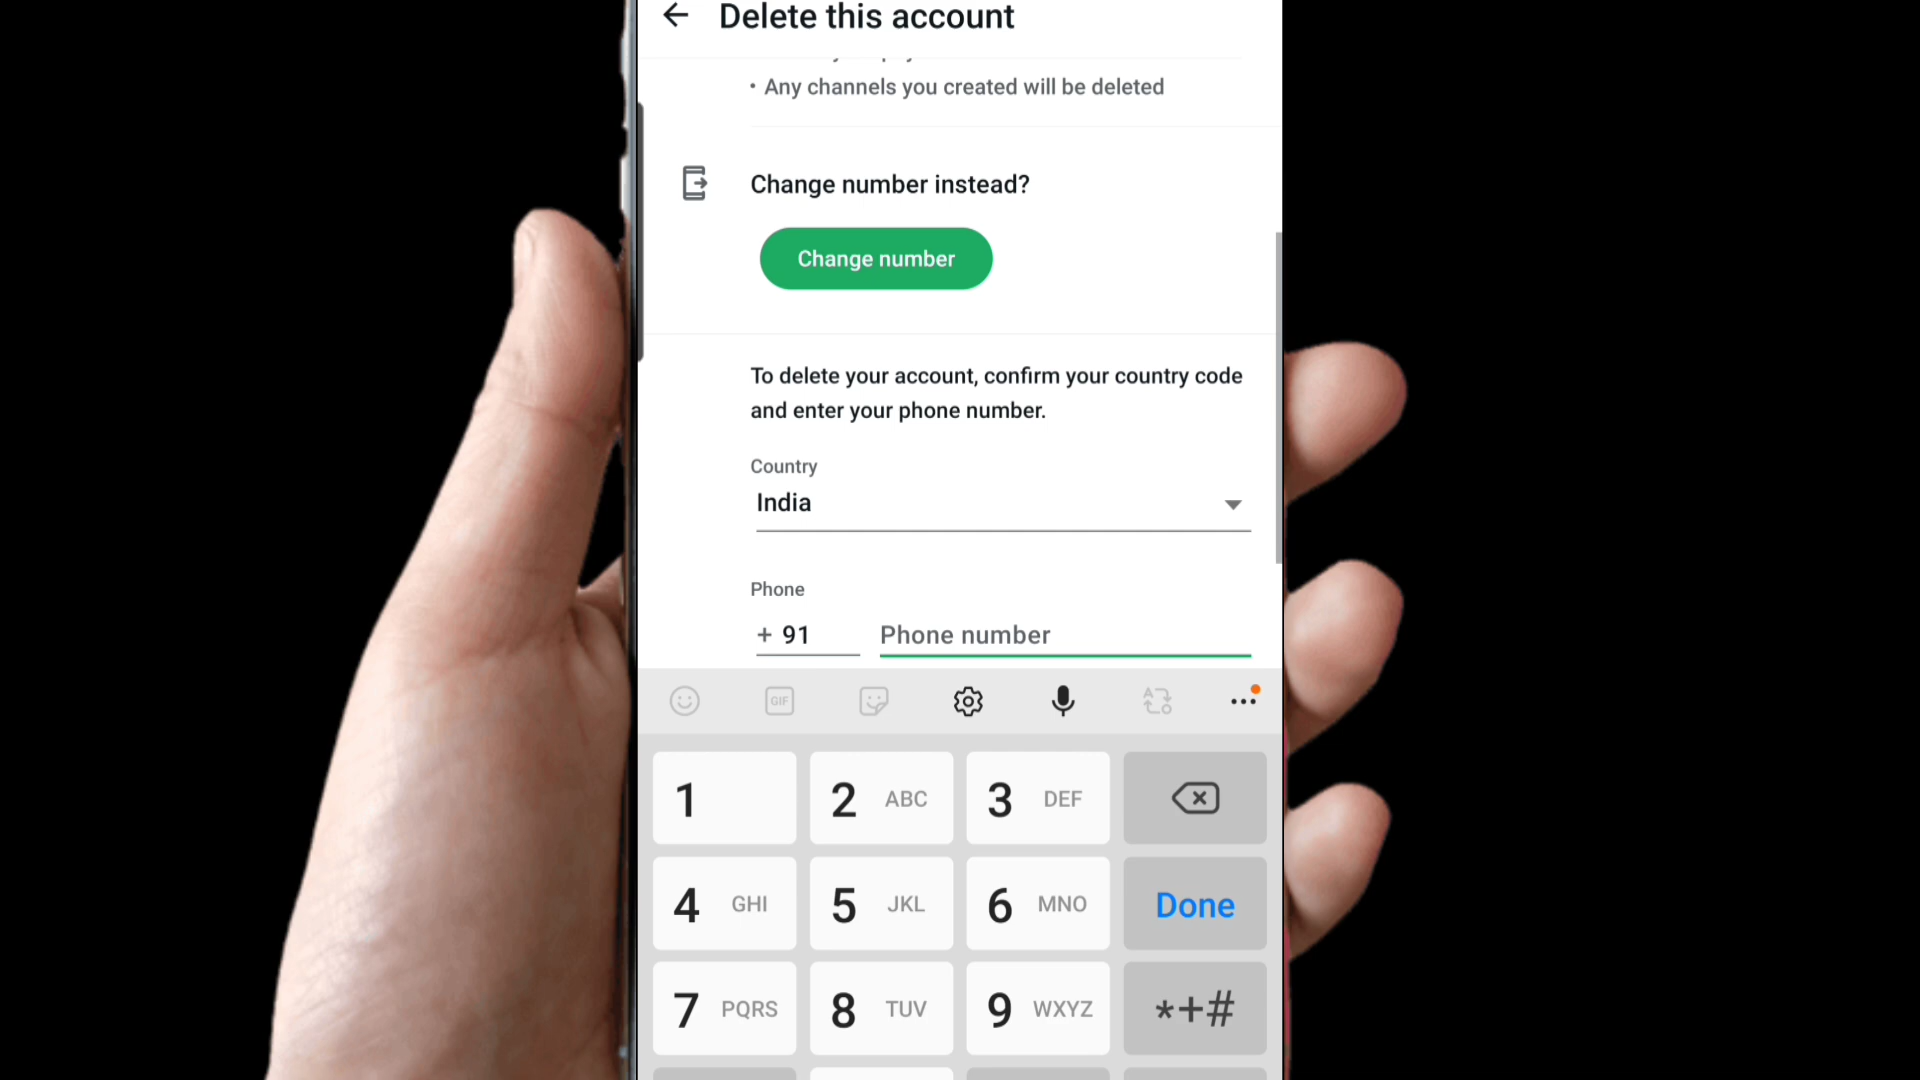 Delete this account
• Any channels you created will be deleted
Change number instead?
Change number
To delete your account, confirm your country code
and enter your phone number.
Country
India
Phone
+ 91 Phone number
GIF
1
2 ABC
3 DEF
4 GHI
5 JKL
6 MNO
Done
7 PQRS
8 TUV
9 WXYZ
*+#